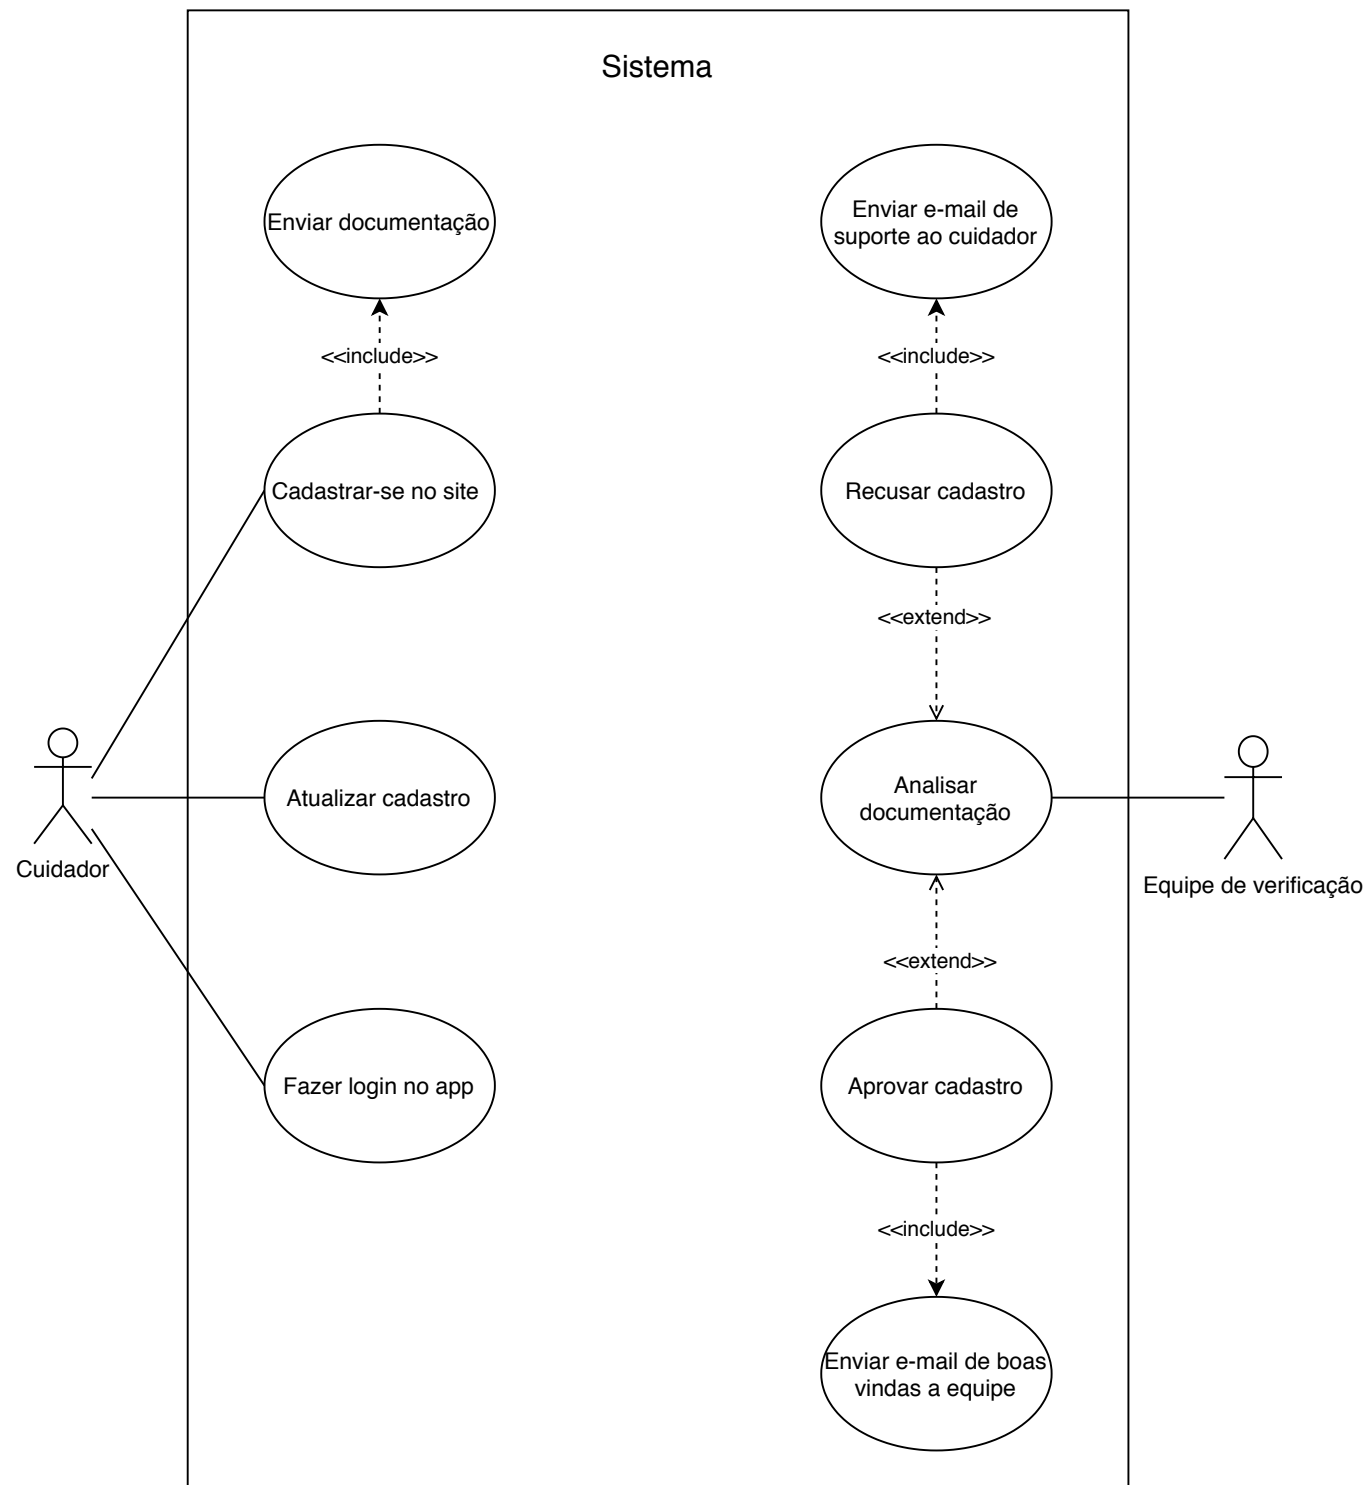 Sistema
Enviar documentação
Enviar e-mail de
suporte ao cuidador
<<include>>
<<include>>
Cadastrar-se no site
Recusar cadastro
<<extend>>
Atualizar cadastro
Analisar
documentação
Cuidador
Equipe de verificação
<<extend>>
Fazer login no app
Aprovar cadastro
<<include>>
Enviar e-mail de boas
vindas a equipe